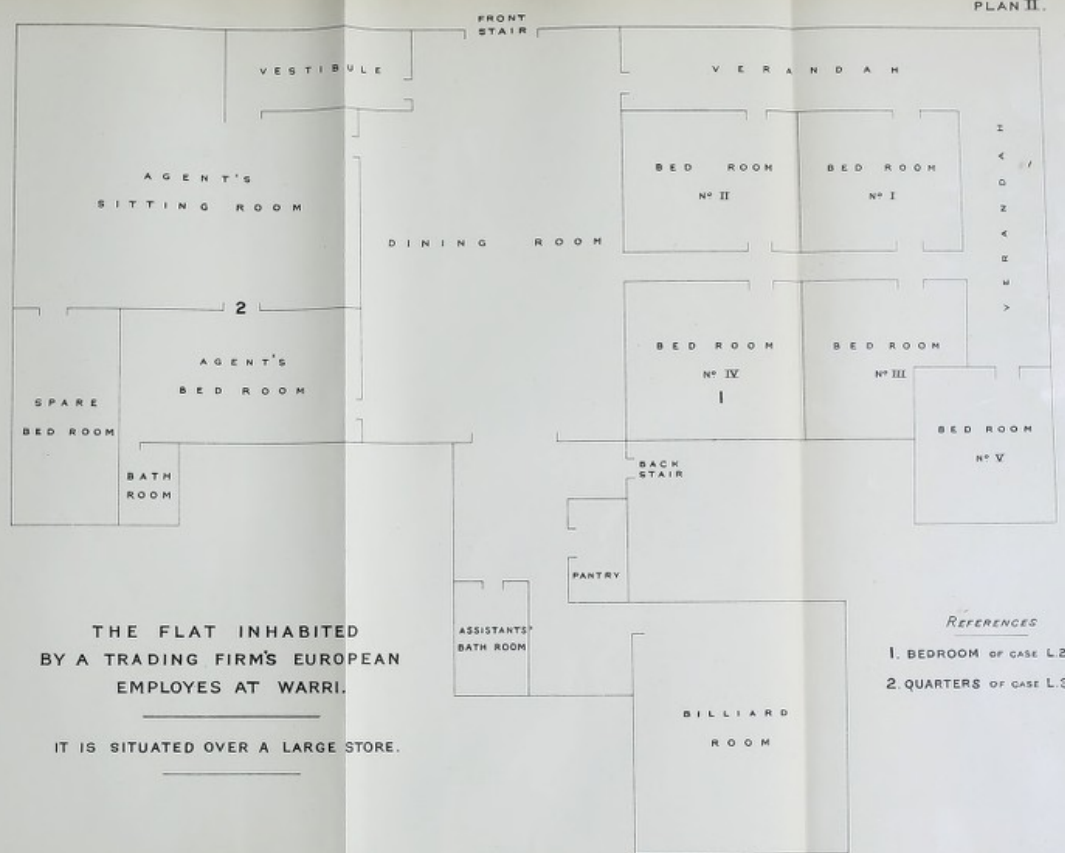 PLAN II.
FRONT
STAIR
VESTIBULE
VERANDAH
AGENT'S
SITTING ROOM
DINING ROOM
BED ROOM
Nº II
BED ROOM
Nº I
VERANDAH
2
AGENT'S
BED ROOM
SPARE
BED ROOM
BATH
ROOM
BED ROOM
Nº IV
1
BED ROOM
Nº III
BED ROOM
Nº V
BACK
STAIR
PANTRY
ASSISTANTS'
BATH ROOM
BILLIARD
ROOM
THE FLAT INHABITED
BY A TRADING FIRM'S EUROPEAN
EMPLOYES AT WARRI.
IT IS SITUATED OVER A LARGE STORE.
REFERENCES
1. BEDROOM OF CASE L.2
2. QUARTERS OF CASE L.3